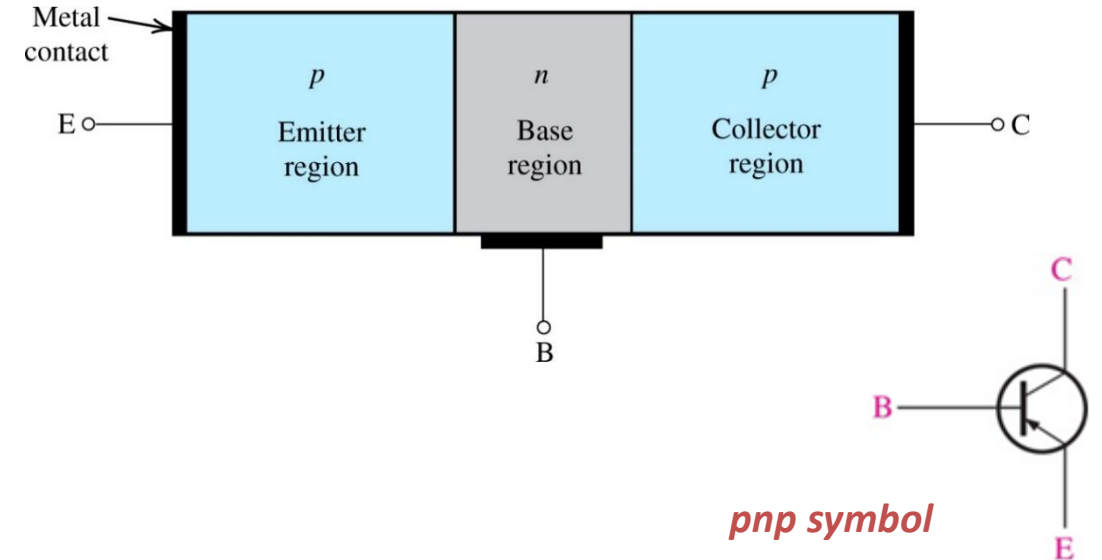 Metal
contact
p
n
p
E
Emitter
region
Base
region
Collector
region
C
B
C
B
pnp symbol
E